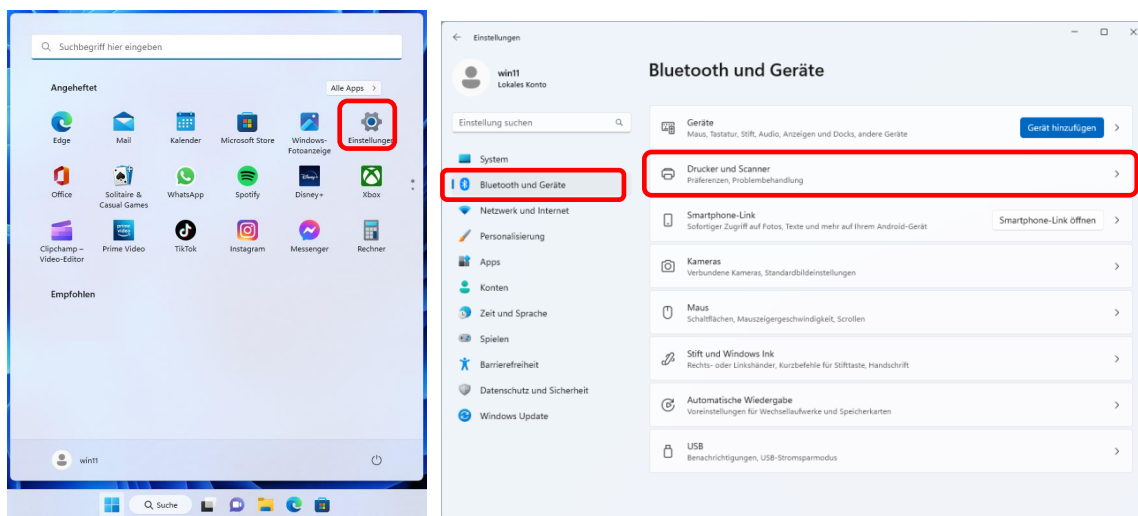 Suchbegriff hier eingeben
Angeheftet
Alle Apps >
Edge
Mail
Kalender
Microsoft Store
Windows-
Fotoanzeige
Einstellungen
Office
Solitaire &
Casual Games
WhatsApp
Spotify
Disney+
Xbox
Clipchamp –
Video-Editor
Prime Video
TikTok
Instagram
Messenger
Rechner
Empfohlen
win11
Suche
Einstellungen
win11
Lokales Konto
Einstellung suchen
System
Bluetooth und Geräte
Netzwerk und Internet
Personalisierung
Apps
Konten
Zeit und Sprache
Spielen
Barrierefreiheit
Datenschutz und Sicherheit
Windows Update
Bluetooth und Geräte
Geräte
Maus, Tastatur, Stift, Audio, Anzeigen und Docks, andere Geräte
Gerät hinzufügen
Drucker und Scanner
Präferenzen, Problembehandlung
Smartphone-Link
Sofortiger Zugriff auf Fotos, Texte und mehr auf Ihrem Android-Gerät
Smartphone-Link öffnen
Kameras
Verbundene Kameras, Standardbildeinstellungen
Maus
Schaltflächen, Mauszeigergeschwindigkeit, Scrollen
Stift und Windows Ink
Rechts- oder Linkshänder, Kurzbefehle für Stifttaste, Handschrift
Automatische Wiedergabe
Voreinstellungen für Wechsellaufwerke und Speicherkarten
USB
Benachrichtigungen, USB-Stromsparmodus